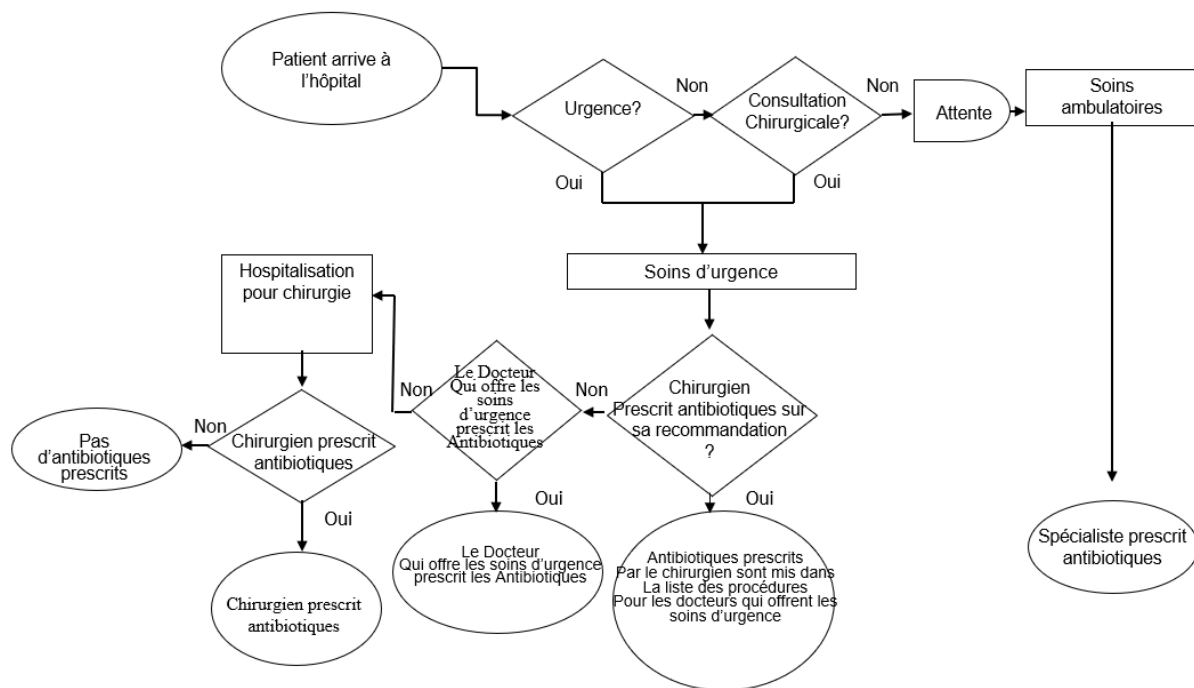 Patient arrive à
l'hôpital
Urgence?
Non
Consultation
Chirurgicale?
Non
Attente
Soins
ambulatoires
Oui
Oui
Soins d'urgence
Hospitalisation
pour chirurgie
Le Docteur
Qui offre les
soins
d'urgence
prescrit les
Antibiotiques
Non
Non
Chirurgien
Prescrit antibiotiques sur
sa recommandation
?
Non
Chirurgien prescrit
antibiotiques
Pas
d'antibiotiques
prescrits
Oui
Oui
Oui
Chirurgien prescrit
antibiotiques
Le Docteur
Qui offre les soins d'urgence
prescrit les Antibiotiques
Antibiotiques prescrits
Par le chirurgien sont mis dans
La liste des procédures
Pour les docteurs qui offrent les
soins d'urgence
Spécialiste prescrit
antibiotiques